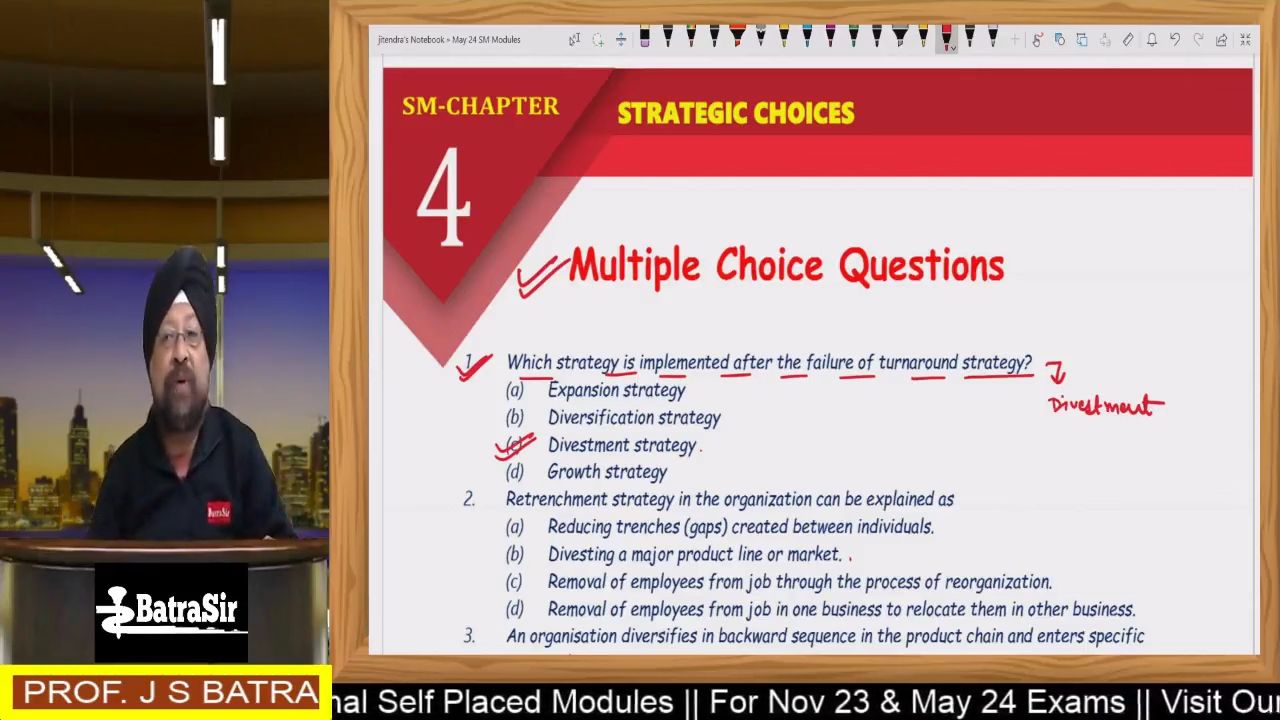 jitendra's Notebook » May 24 SM Modules
SM-CHAPTER
4
STRATEGIC CHOICES
Multiple Choice Questions
1. Which strategy is implemented after the failure of turnaround strategy?
Divestment
(a) Expansion strategy
(b) Diversification strategy
(c) Divestment strategy
(d) Growth strategy
2. Retrenchment strategy in the organization can be explained as
(a) Reducing trenches (gaps) created between individuals.
(b) Divesting a major product line or market.
(c) Removal of employees from job through the process of reorganization.
(d) Removal of employees from job in one business to relocate them in other business.
3. An organisation diversifies in backward sequence in the product chain and enters specific
BatraSir
BatraSir
PROF. J S BATRA
nal Self Placed Modules || For Nov 23 & May 24 Exams || Visit Our